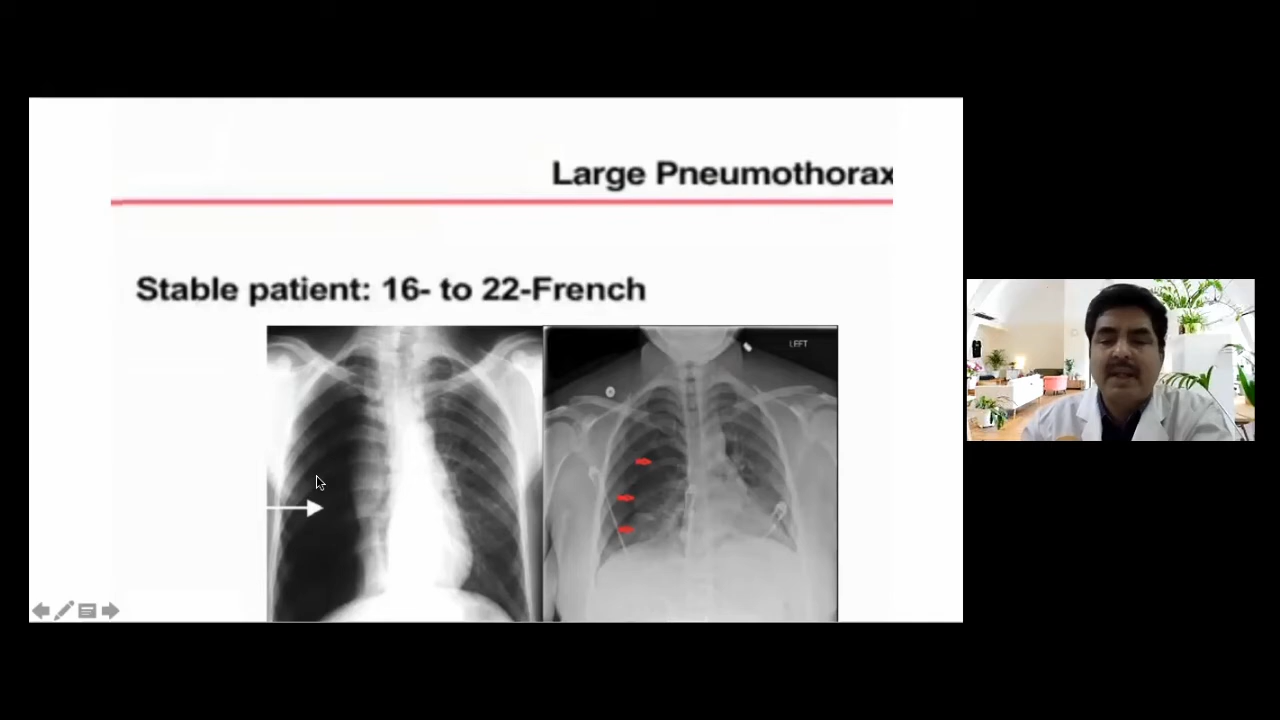 Large Pneumothorax
Stable patient: 16- to 22-French
LEFT